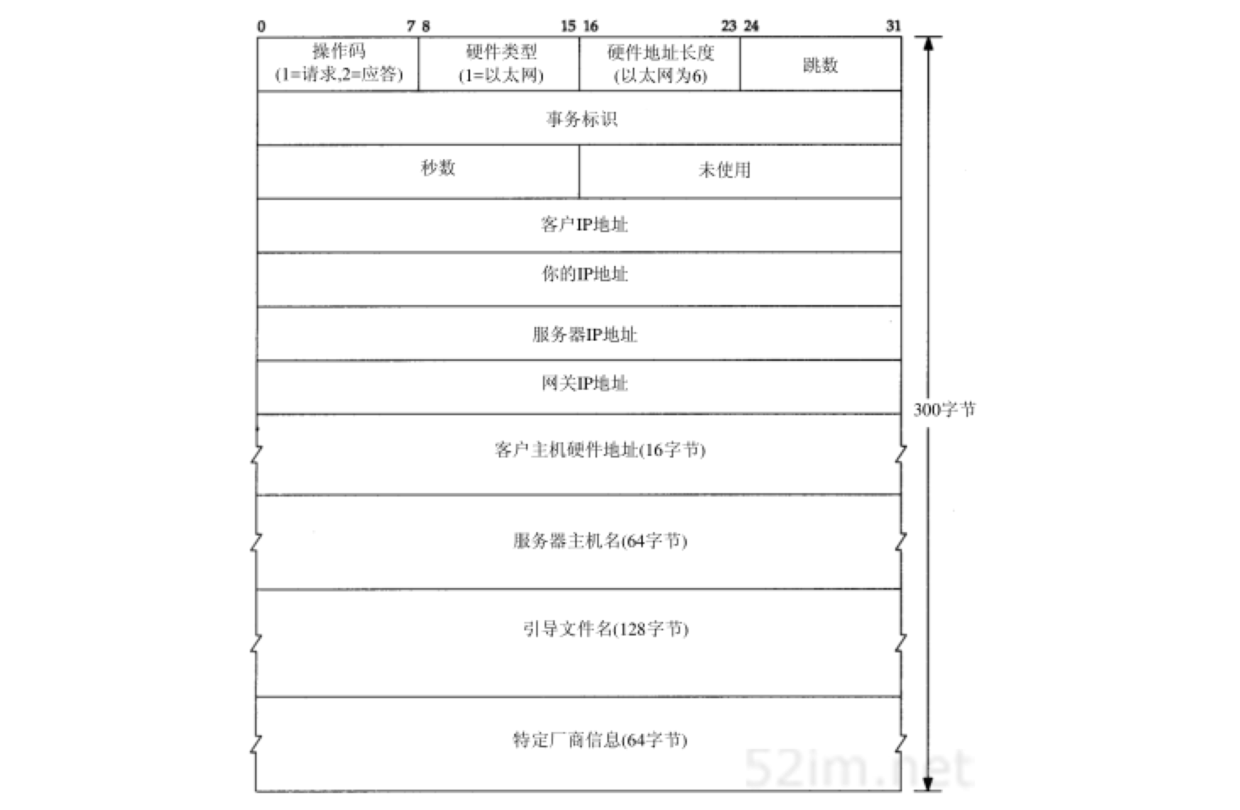 0 7 8 15 16 23 24 31
操作码
(1=请求,2=应答)
硬件类型
(1=以太网)
硬件地址长度
(以太网为6)
跳数
事务标识
秒数
未使用
客户IP地址
你的IP地址
服务器IP地址
网关IP地址
300字节
客户主机硬件地址(16字节)
服务器主机名(64字节)
引导文件名(128字节)
特定厂商信息(64字节)
52im.net